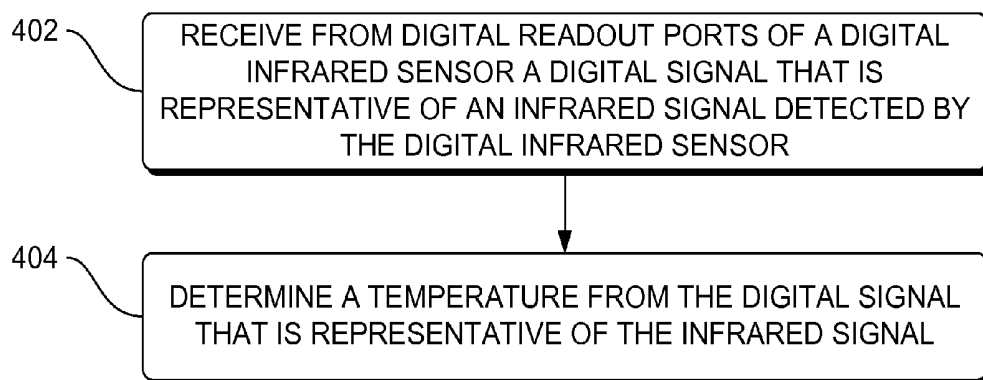 402
RECEIVE FROM DIGITAL READOUT PORTS OF A DIGITAL
INFRARED SENSOR A DIGITAL SIGNAL THAT IS
REPRESENTATIVE OF AN INFRARED SIGNAL DETECTED BY
THE DIGITAL INFRARED SENSOR
404
DETERMINE A TEMPERATURE FROM THE DIGITAL SIGNAL
THAT IS REPRESENTATIVE OF THE INFRARED SIGNAL